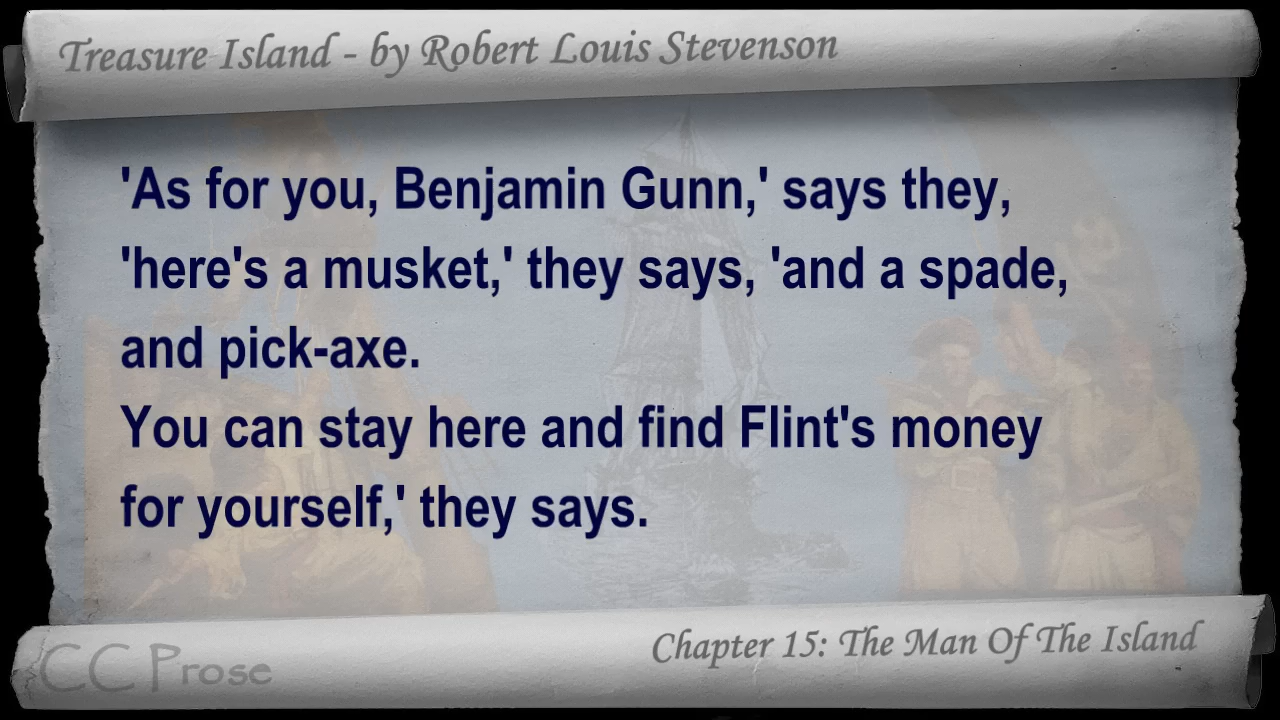 Treasure Island - by Robert Louis Stevenson
'As for you, Benjamin Gunn,' says they,
'here's a musket,' they says, 'and a spade,
and pick-axe.
You can stay here and find Flint's money
for yourself,' they says.
Chapter 15: The Man Of The Island
CC Prose